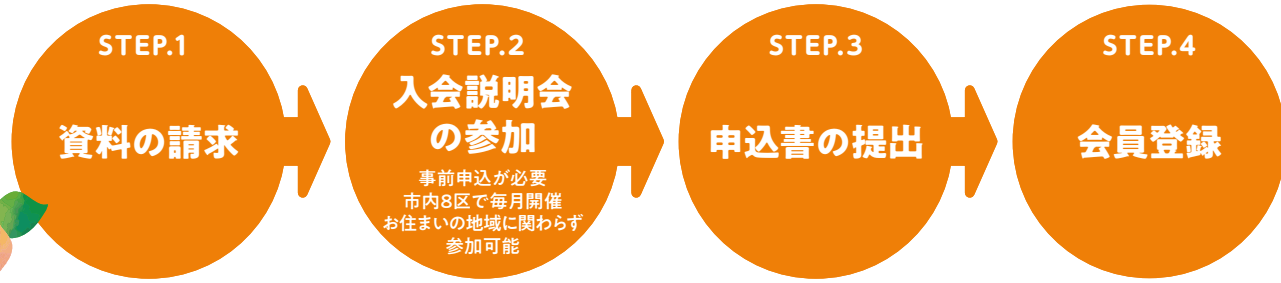 STEP.1
資料の請求
STEP.2
入会説明会
の参加
事前申込が必要
市内8区で毎月開催
お住まいの地域に関わらず
参加可能
STEP.3
申込書の提出
STEP.4
会員登録